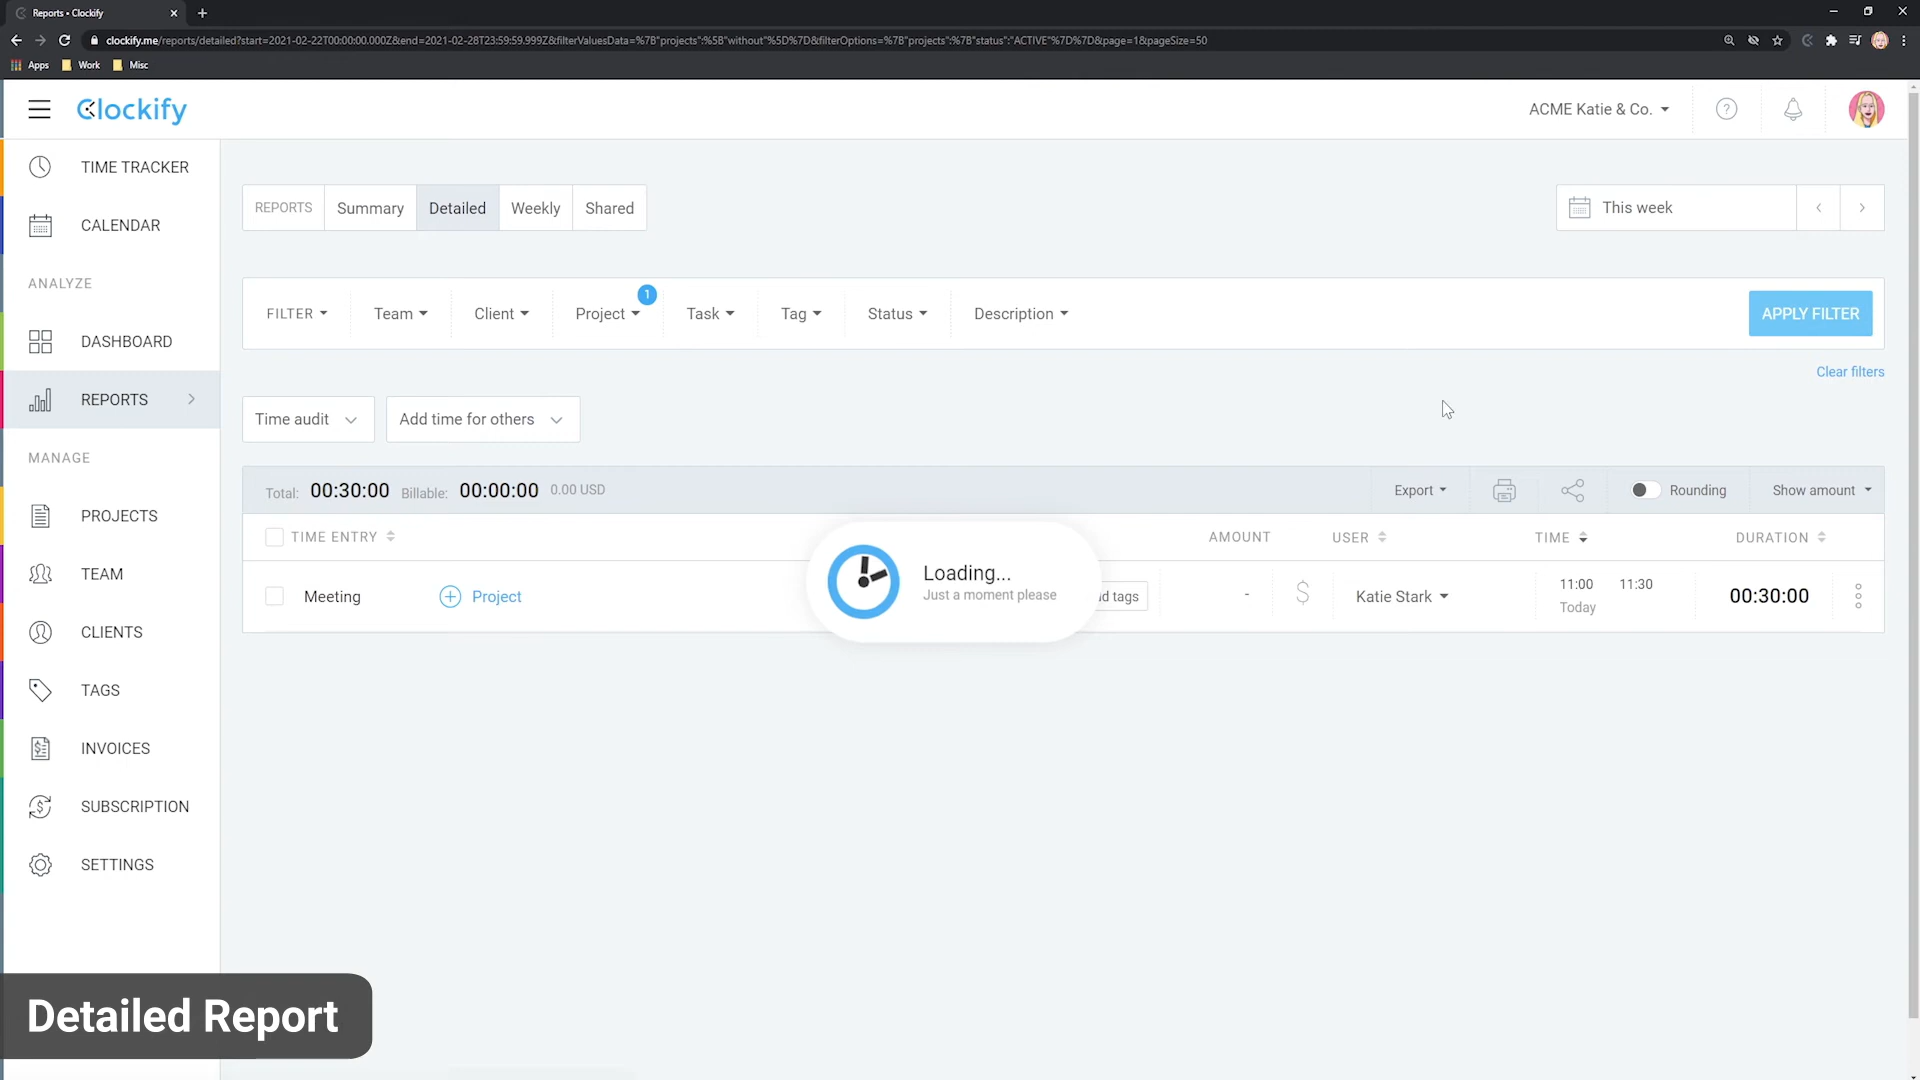 Reports • Clockify
clockify.me/reports/detailed?start=2021-02-22T00:00:00.000Z&end=2021-02-28T23:59:59.999Z&filterValuesData=%7B"projects":%5B"without"%5D%7D&filterOptions=%7B"projects":%7B"status":"ACTIVE"%7D%7D&page=1&pageSize=50
Apps Work Misc
Clockify
ACME Katie & Co.
TIME TRACKER
CALENDAR
ANALYZE
DASHBOARD
REPORTS
MANAGE
PROJECTS
TEAM
CLIENTS
TAGS
INVOICES
SUBSCRIPTION
SETTINGS
REPORTS Summary Detailed Weekly Shared
This week
FILTER Team Client Project 1 Task Tag Status Description APPLY FILTER
Clear filters
Time audit Add time for others
Total: 00:30:00 Billable: 00:00:00 0.00 USD Export Rounding Show amount
TIME ENTRY AMOUNT USER TIME DURATION
Meeting Project tags - $ Katie Stark 11:00 11:30 00:30:00
Today
Loading...
Just a moment please
Detailed Report